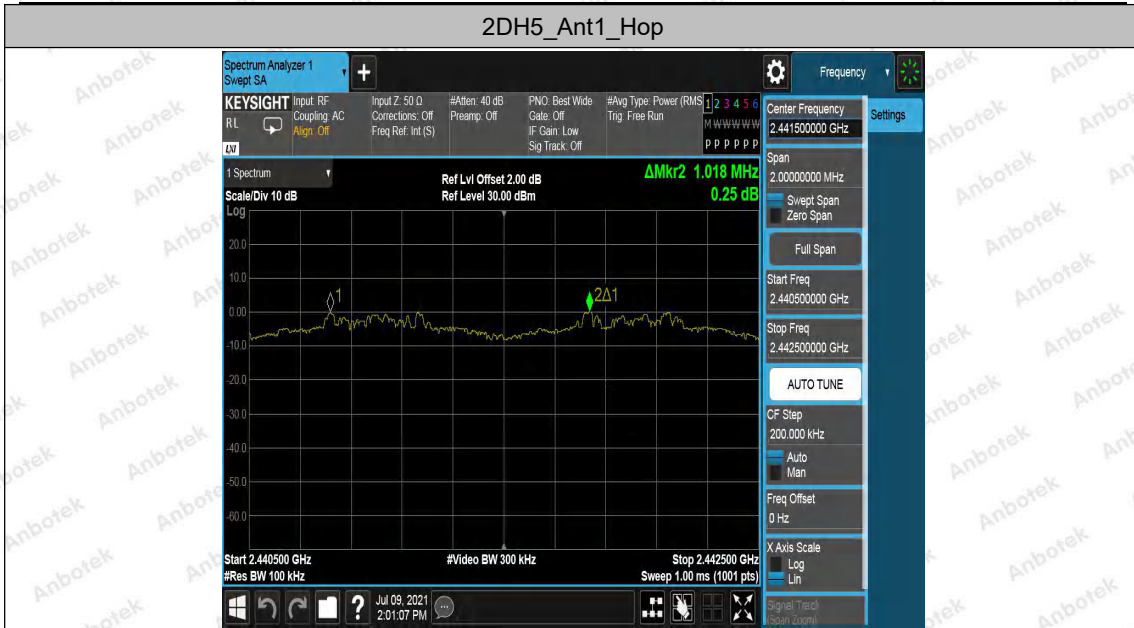 2DH5_Ant1_Hop
Spectrum Analyzer 1
Swept SA
+
Frequency
KEYSIGHT
RL
LXI
Input: RF
Coupling: AC
Align: Off
Input Z: 50 Ω
Corrections: Off
Freq Ref: Int (S)
#Atten: 40 dB
Preamp: Off
PNO: Best Wide
Gate: Off
IF Gain: Low
Sig Track: Off
#Avg Type: Power (RMS
Trig: Free Run
1 2 3 4 5 6
M W W W W W
P P P P P P
Center Frequency
2.441500000 GHz
Settings
Span
2.00000000 MHz
Swept Span
Zero Span
Full Span
Start Freq
2.440500000 GHz
Stop Freq
2.442500000 GHz
AUTO TUNE
CF Step
200.000 kHz
Auto
Man
Freq Offset
0 Hz
X Axis Scale
Log
Lin
Signal Track
(Span Zoom)
1 Spectrum
Scale/Div 10 dB
Log
Ref Lvl Offset 2.00 dB
Ref Level 30.00 dBm
ΔMkr2 1.018 MHz
0.25 dB
20.0
10.0
0.00
-10.0
-20.0
-30.0
-40.0
-50.0
-60.0
1
2Δ1
Start 2.440500 GHz
#Res BW 100 kHz
#Video BW 300 kHz
Stop 2.442500 GHz
Sweep 1.00 ms (1001 pts)
?
Jul 09, 2021
2:01:07 PM
Anbotek